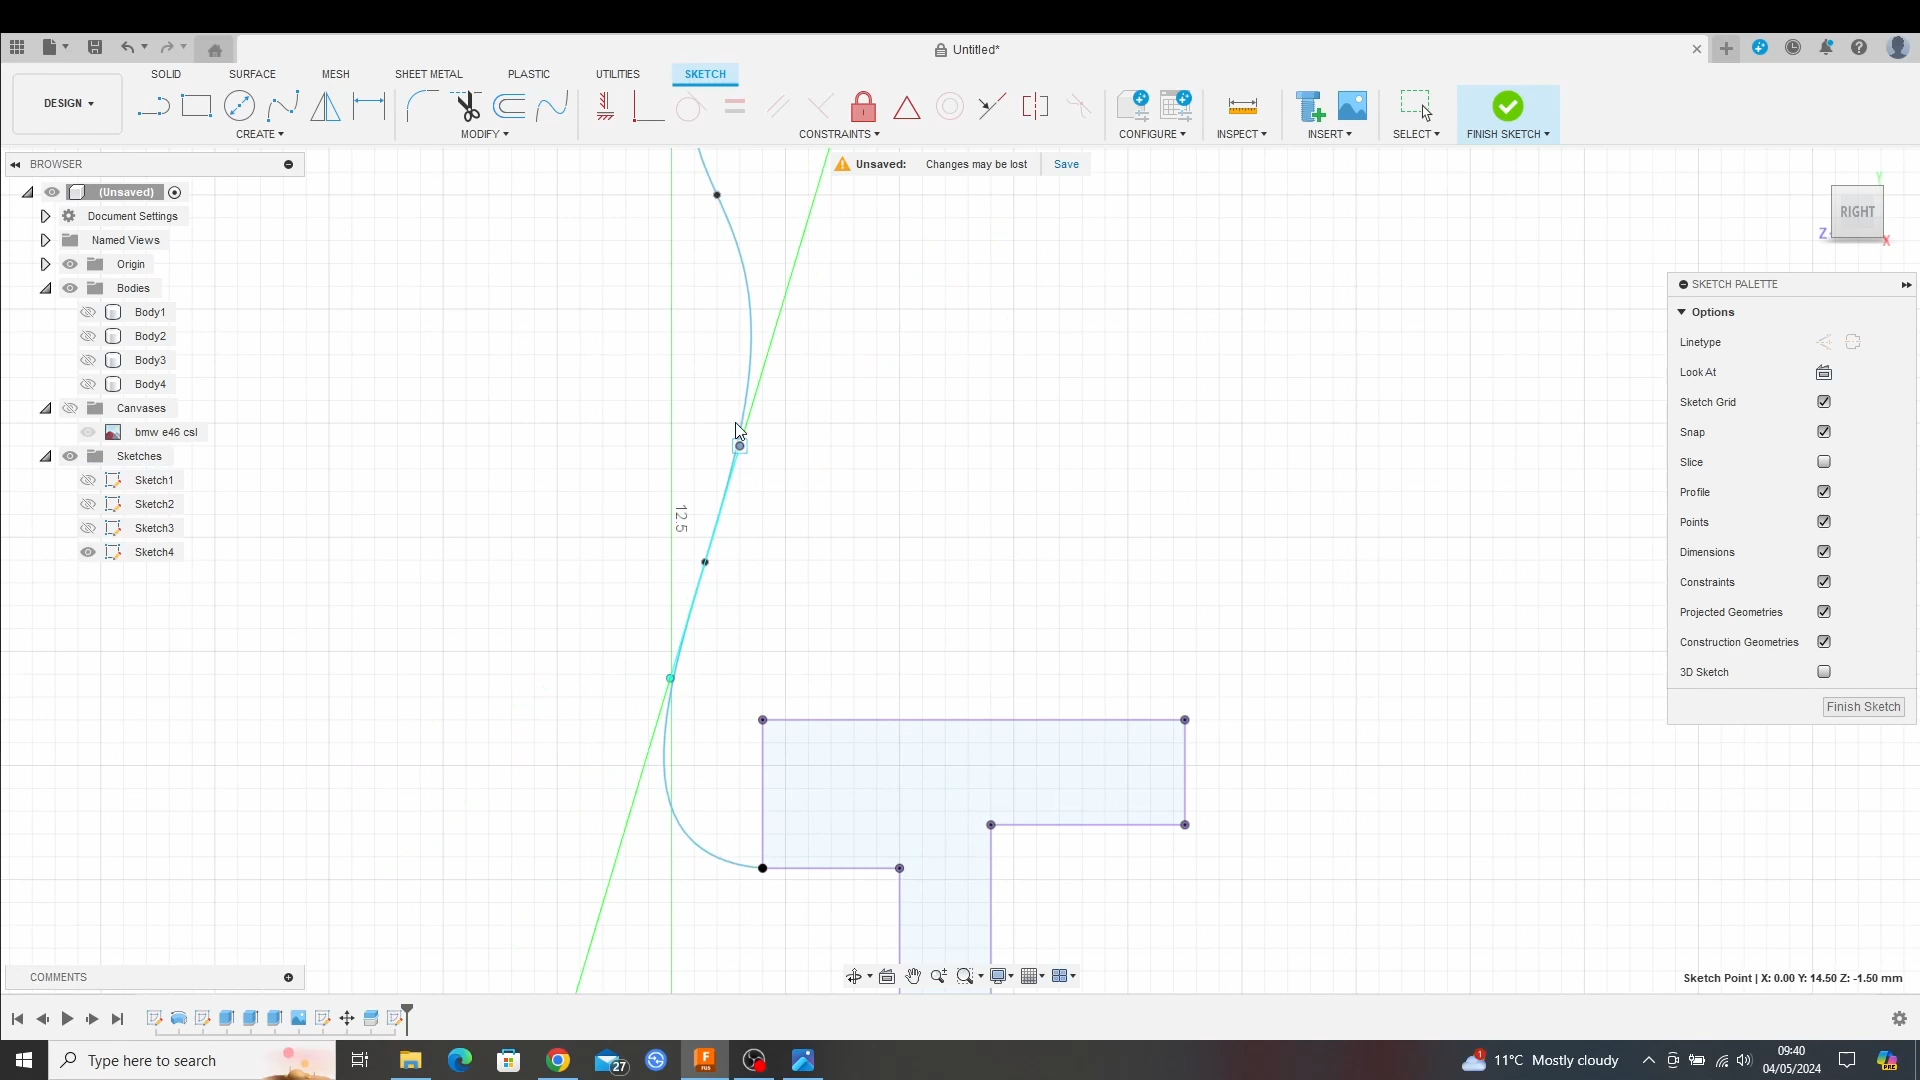 Untitled*
DESIGN
SOLID
SURFACE
MESH
SHEET METAL
PLASTIC
UTILITIES
SKETCH
CREATE
MODIFY
CONSTRAINTS
CONFIGURE
INSPECT
INSERT
SELECT
FINISH SKETCH
BROWSER
Unsaved: Changes may be lost Save
(Unsaved)
Document Settings
Named Views
Origin
Bodies
Body1
Body2
Body3
Body4
Canvases
bmw e46 csl
Sketches
Sketch1
Sketch2
Sketch3
Sketch4
12.5
Y
RIGHT
Z
X
SKETCH PALETTE
Options
Linetype
Look At
Sketch Grid
Snap
Slice
Profile
Points
Dimensions
Constraints
Projected Geometries
Construction Geometries
3D Sketch
Finish Sketch
COMMENTS
Sketch Point | X: 0.00 Y: 14.50 Z: -1.50 mm
Type here to search
27
F
FUS
1
11°C Mostly cloudy
09:40
04/05/2024
PRE